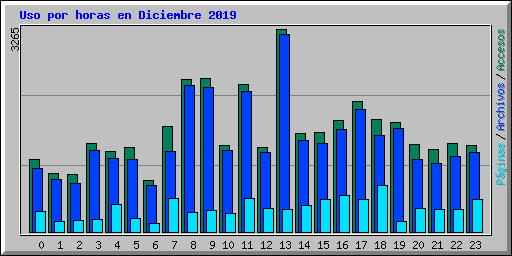 Uso por horas en Diciembre 2019
3265
Páginas / Archivos / Accesos
0 1 2 3 4 5 6 7 8 9 10 11 12 13 14 15 16 17 18 19 20 21 22 23